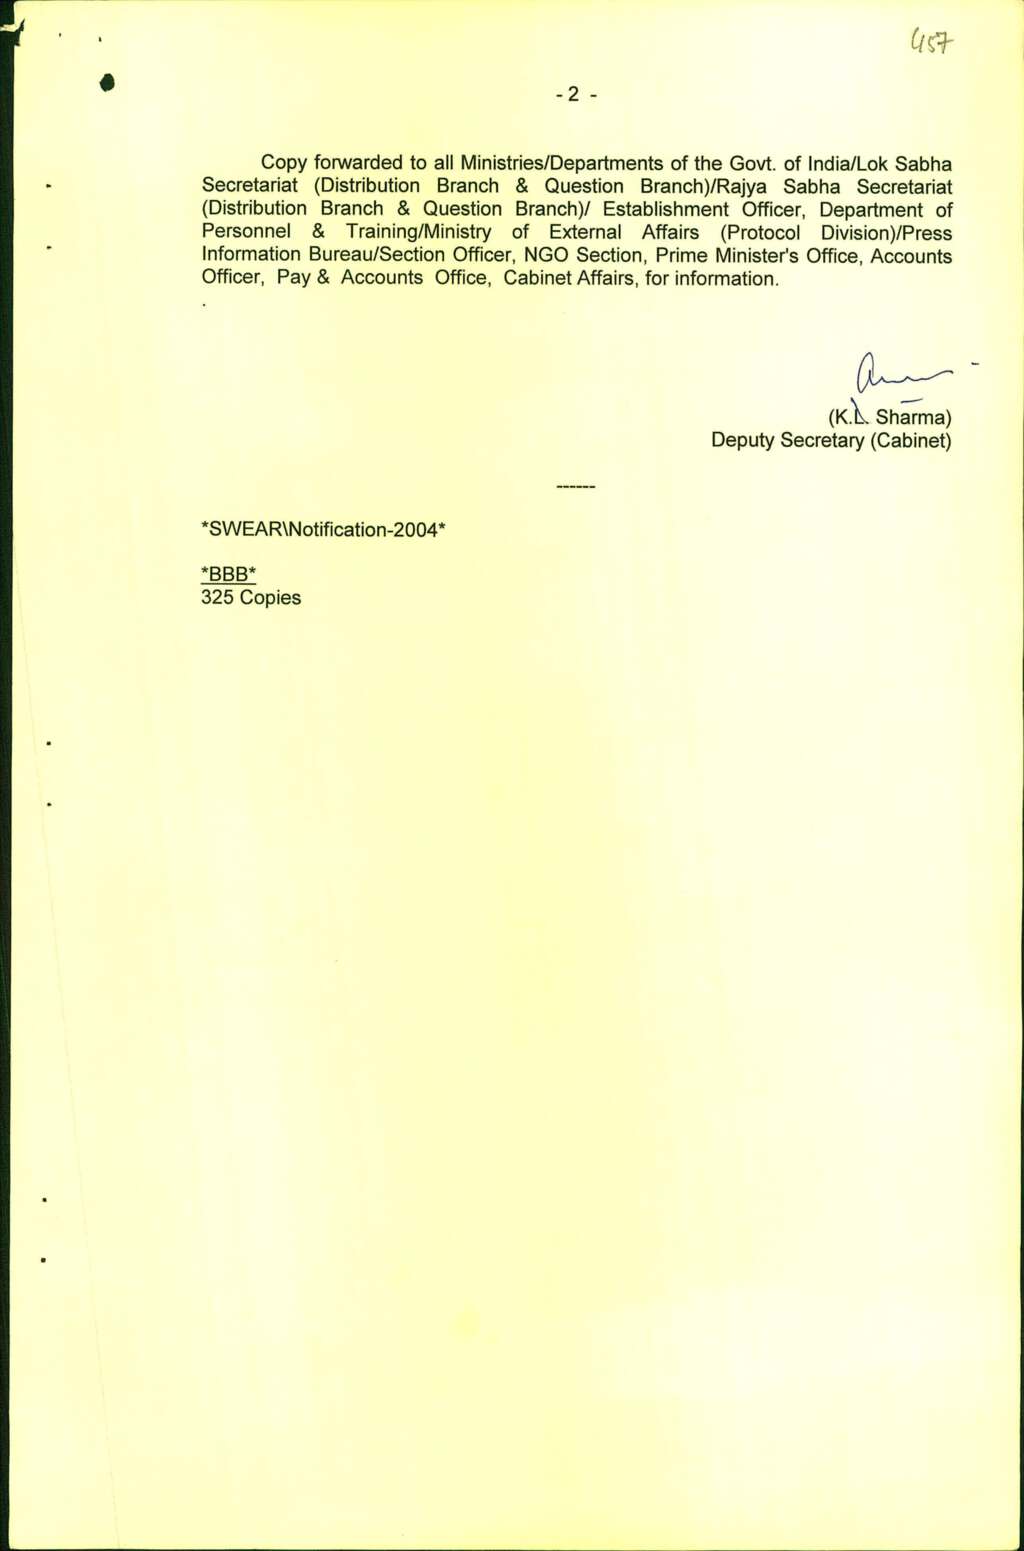 457
- 2 -
Copy forwarded to all Ministries/Departments of the Govt. of India/Lok Sabha
Secretariat (Distribution Branch & Question Branch)/Rajya Sabha Secretariat
(Distribution Branch & Question Branch)/ Establishment Officer, Department of
Personnel & Training/Ministry of External Affairs (Protocol Division)/Press
Information Bureau/Section Officer, NGO Section, Prime Minister's Office, Accounts
Officer, Pay & Accounts Office, Cabinet Affairs, for information.
(K.L. Sharma)
Deputy Secretary (Cabinet)
------
*SWEAR\Notification-2004*
*BBB*
325 Copies